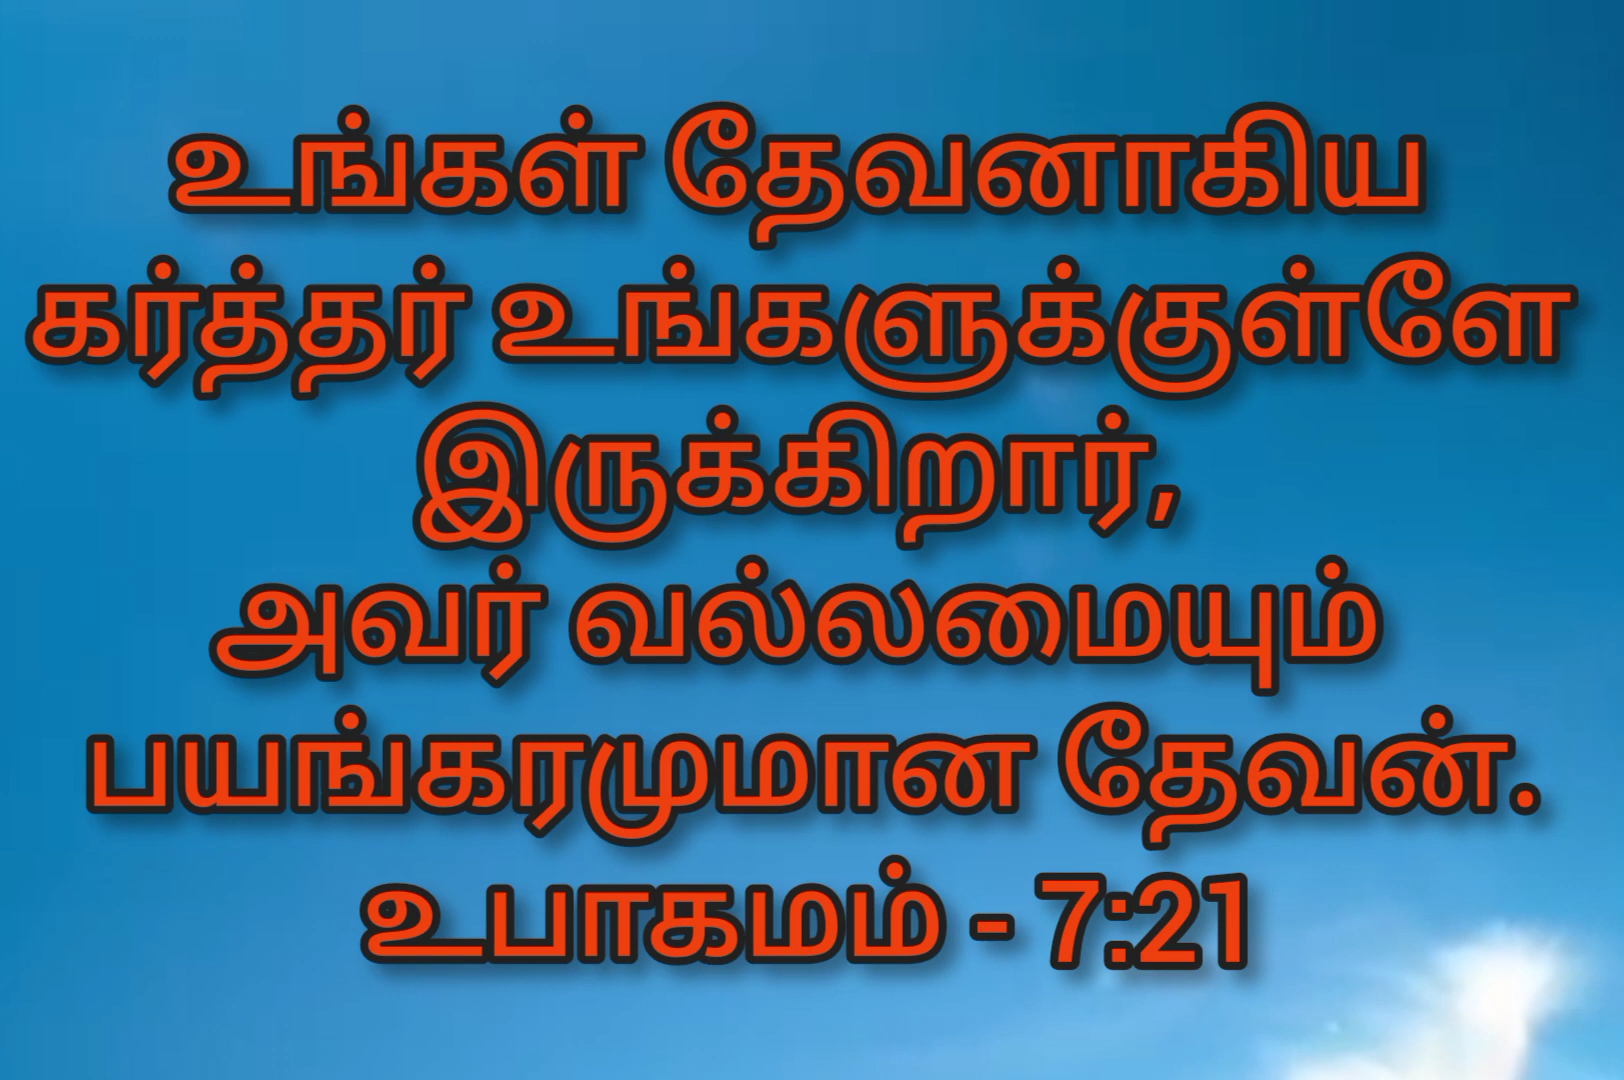 உங்கள் தேவனாகிய
கர்த்தர் உங்களுக்குள்ளே
இருக்கிறார்,
அவர் வல்லமையும்
பயங்கரமுமான தேவன்.
உபாகமம் - 7:21